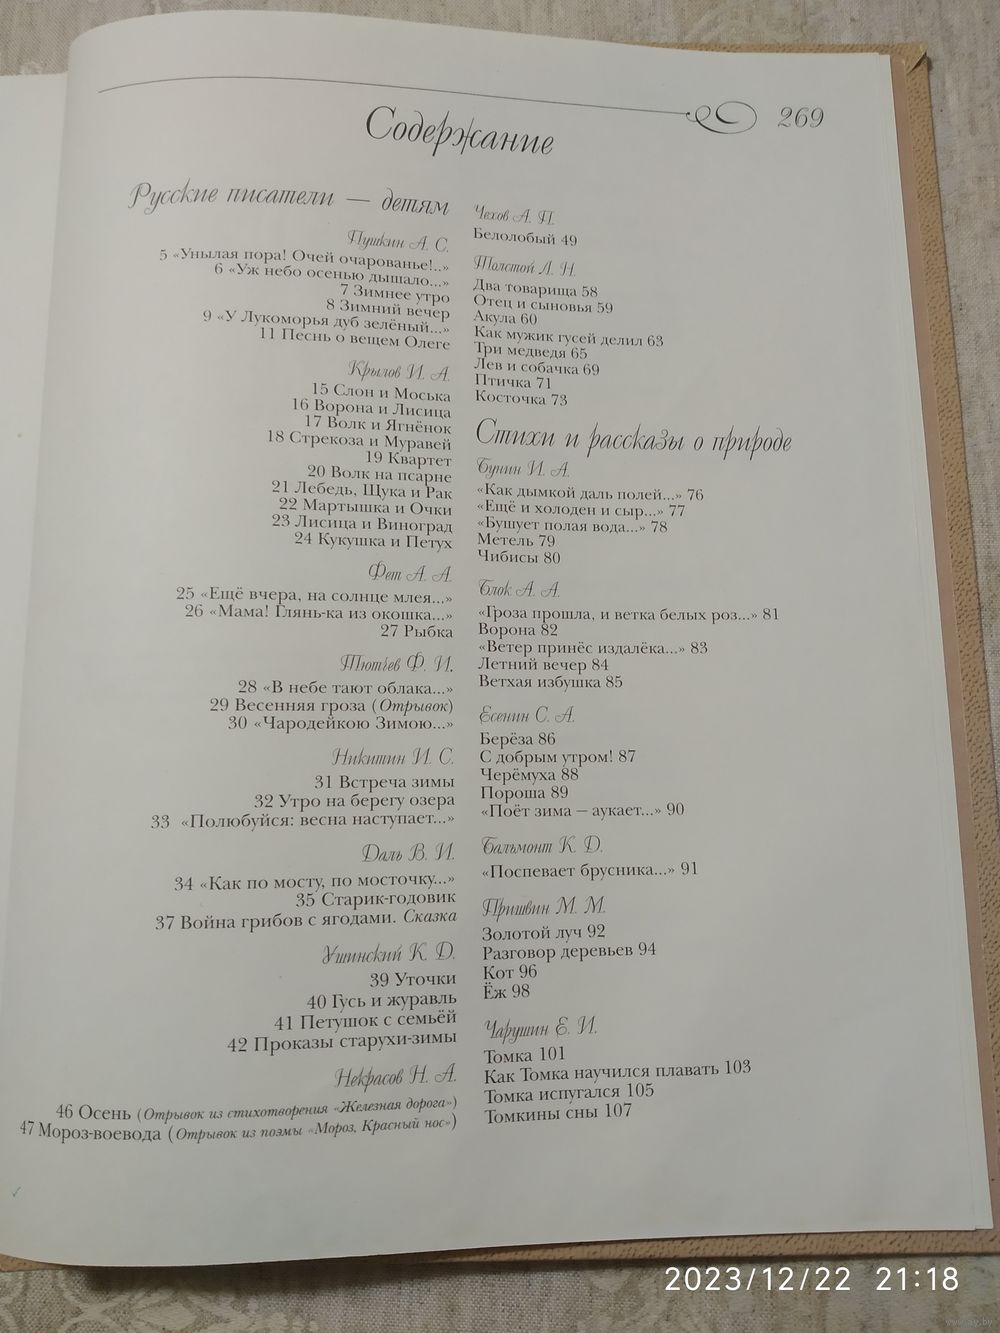 269
Содержание
Русские писатели — детям
Пушкин А. С.
5 «Унылая пора! Очей очарованье!..»
6 «Уж небо осенью дышало...»
7 Зимнее утро
8 Зимний вечер
9 «У Лукоморья дуб зелёный...»
11 Песнь о вещем Олеге
Крылов И. А.
15 Слон и Моська
16 Ворона и Лисица
17 Волк и Ягнёнок
18 Стрекоза и Муравей
19 Квартет
20 Волк на псарне
21 Лебедь, Щука и Рак
22 Мартышка и Очки
23 Лисица и Виноград
24 Кукушка и Петух
Фет А. А.
25 «Ещё вчера, на солнце млея...»
26 «Мама! Глянь-ка из окошка...»
27 Рыбка
Тютчев Ф. И.
28 «В небе тают облака...»
29 Весенняя гроза (Отрывок)
30 «Чародейкою Зимою...»
Никитин И. С.
31 Встреча зимы
32 Утро на берегу озера
33 «Полюбуйся: весна наступает...»
Даль В. И.
34 «Как по мосту, по мосточку...»
35 Старик-годовик
37 Война грибов с ягодами. Сказка
Ушинский К. Д.
39 Уточки
40 Гусь и журавль
41 Петушок с семьёй
42 Проказы старухи-зимы
Некрасов Н. А.
46 Осень (Отрывок из стихотворения «Железная дорога»)
47 Мороз-воевода (Отрывок из поэмы «Мороз, Красный нос»)
Чехов А. П.
Белолобый 49
Толстой Л. Н.
Два товарища 58
Отец и сыновья 59
Акула 60
Как мужик гусей делил 63
Три медведя 65
Лев и собачка 69
Птичка 71
Косточка 73
Стихи и рассказы о природе
Бунин И. А.
«Как дымкой даль полей...» 76
«Ещё и холоден и сыр...» 77
«Бушует полая вода...» 78
Метель 79
Чибисы 80
Блок А. А.
«Гроза прошла, и ветка белых роз...» 81
Ворона 82
«Ветер принёс издалёка...» 83
Летний вечер 84
Ветхая избушка 85
Есенин С. А.
Берёза 86
С добрым утром! 87
Черёмуха 88
Пороша 89
«Поёт зима — аукает...» 90
Бальмонт К. Д.
«Поспевает брусника...» 91
Пришвин М. М.
Золотой луч 92
Разговор деревьев 94
Кот 96
Ёж 98
Чарушин Е. И.
Томка 101
Как Томка научился плавать 103
Томка испугался 105
Томкины сны 107
2023/12/22 21:18
www.ay.by